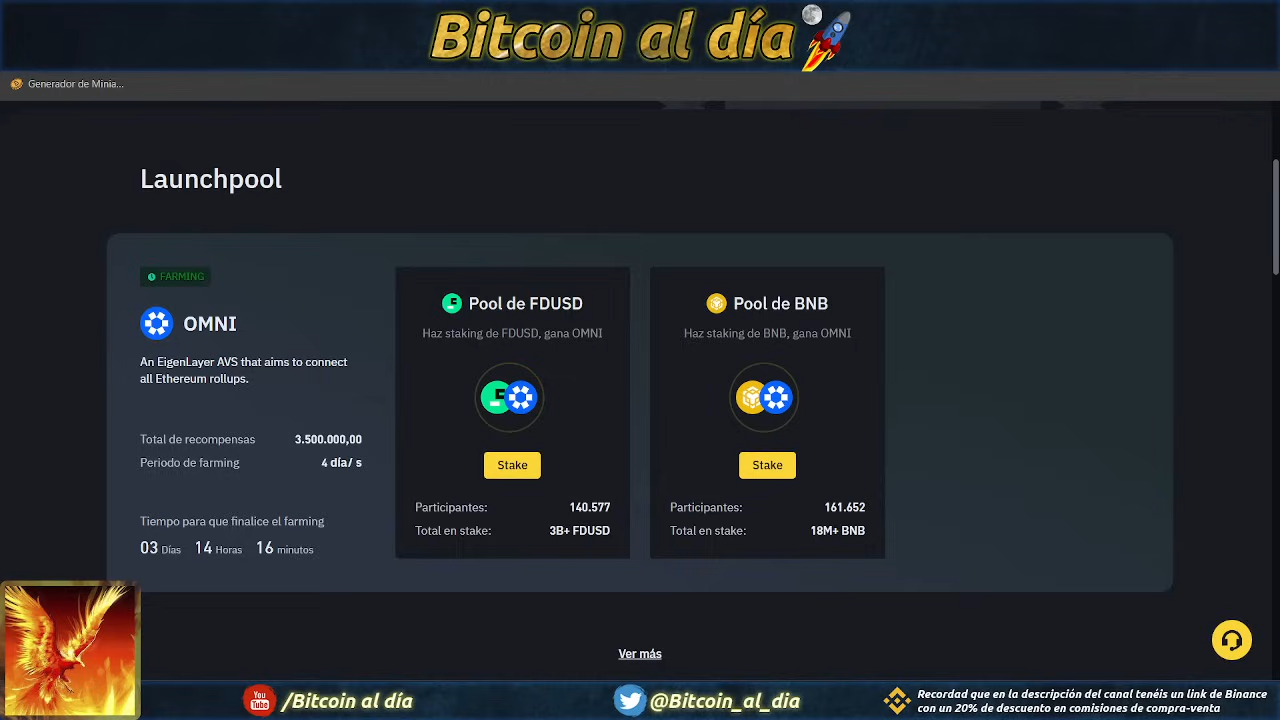 Bitcoin al día
Generador de Minia...
Launchpool
FARMING
OMNI
An EigenLayer AVS that aims to connect
all Ethereum rollups.
Total de recompensas 3.500.000,00
Periodo de farming 4 día/ s
Tiempo para que finalice el farming
03 Días 14 Horas 16 minutos
Pool de FDUSD
Haz staking de FDUSD, gana OMNI
Stake
Participantes: 140.577
Total en stake: 3B+ FDUSD
Pool de BNB
Haz staking de BNB, gana OMNI
Stake
Participantes: 161.652
Total en stake: 18M+ BNB
Ver más
You
Tube
/Bitcoin al día
@Bitcoin_al_dia
Recordad que en la descripción del canal tenéis un link de Binance
con un 20% de descuento en comisiones de compra-venta